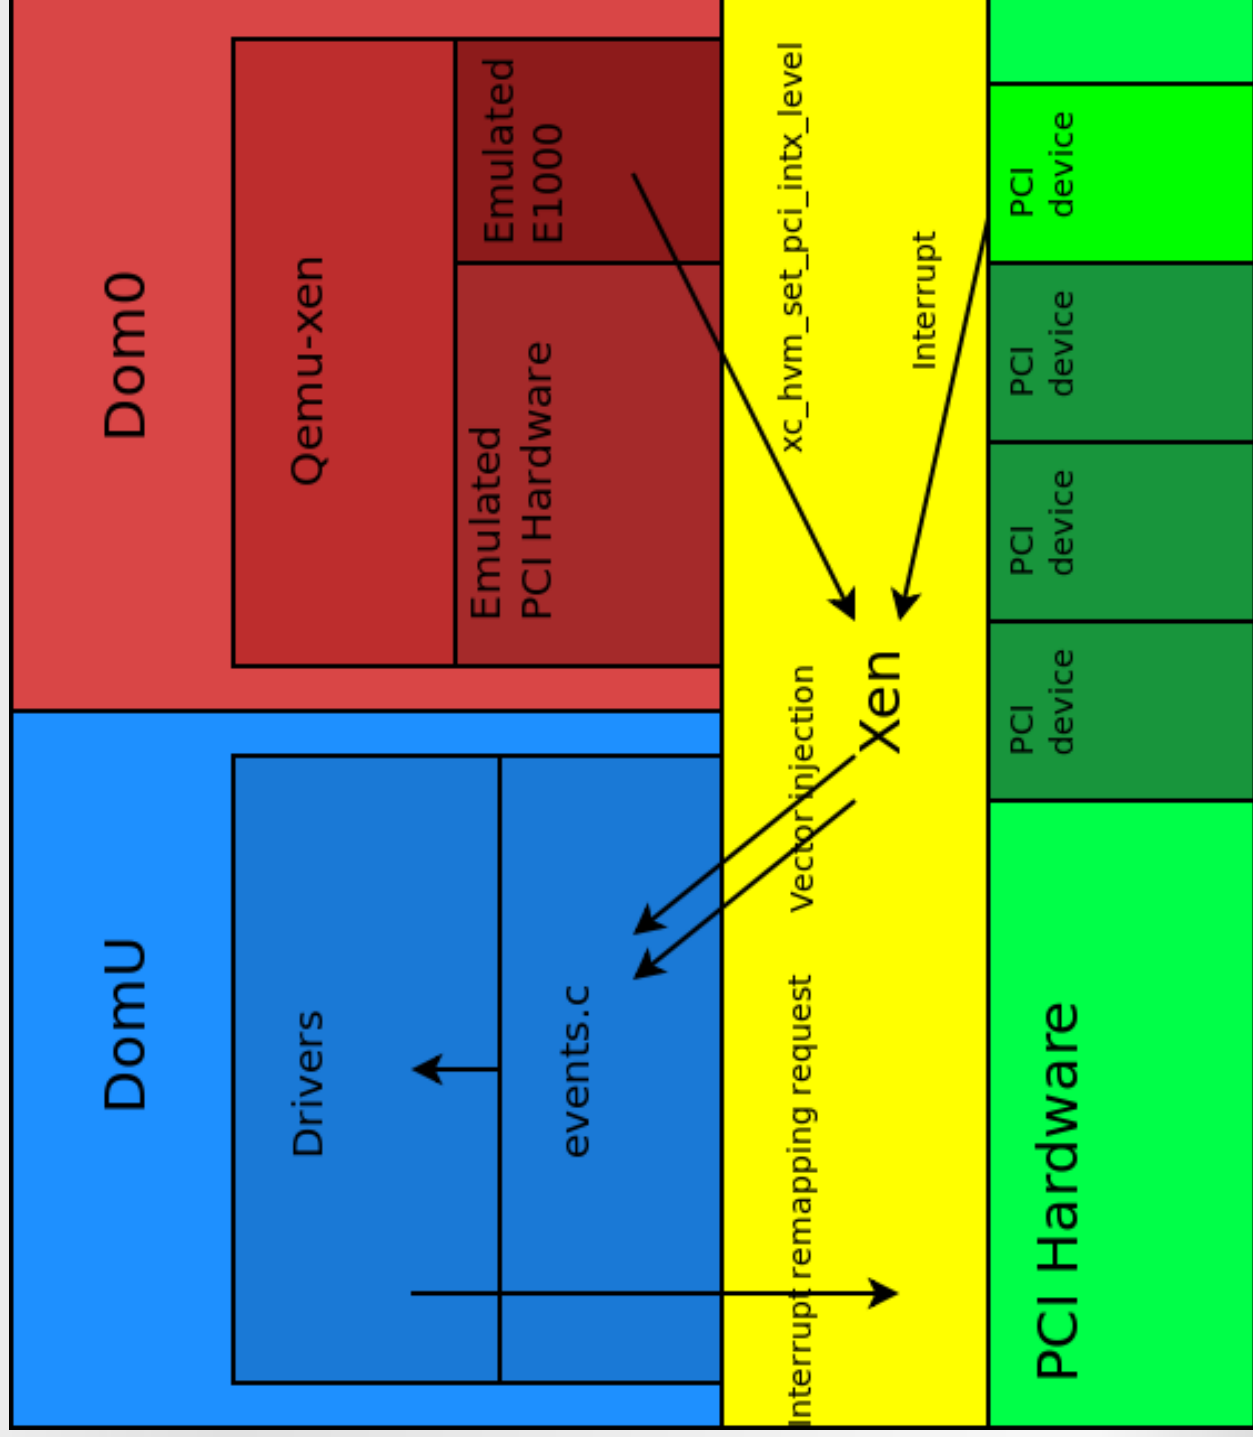 DomU
Dom0
Drivers
Qemu-xen
events.c
Emulated
PCI Hardware
Emulated
E1000
Interrupt remapping request
Vector injection
xc_hvm_set_pci_intx_level
Xen
Interrupt
PCI Hardware
PCI
device
PCI
device
PCI
device
PCI
device